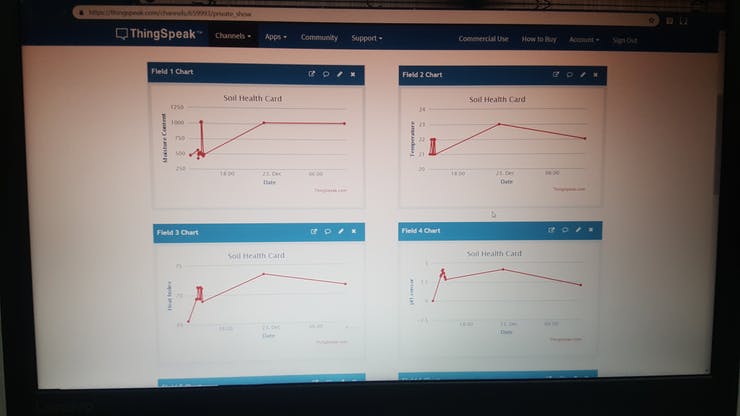 https://thingspeak.com/channels/659993/private_show
ThingSpeak™ Channels Apps Community Support Commercial Use How to Buy Account Sign Out
Field 1 Chart
Soil Health Card
1250
1000
750
500
250
Moisture Content
18:00 23. Dec 06:00
Date
ThingSpeak.com
Field 2 Chart
Soil Health Card
24
23
22
21
20
Temperature
18:00 23. Dec 06:00
Date
ThingSpeak.com
Field 3 Chart
Soil Health Card
75
70
Heat Index
18:00 23. Dec 06:00
Date
ThingSpeak.com
Field 4 Chart
Soil Health Card
pH sensor
18:00 23. Dec 06:00
Date
ThingSpeak.com